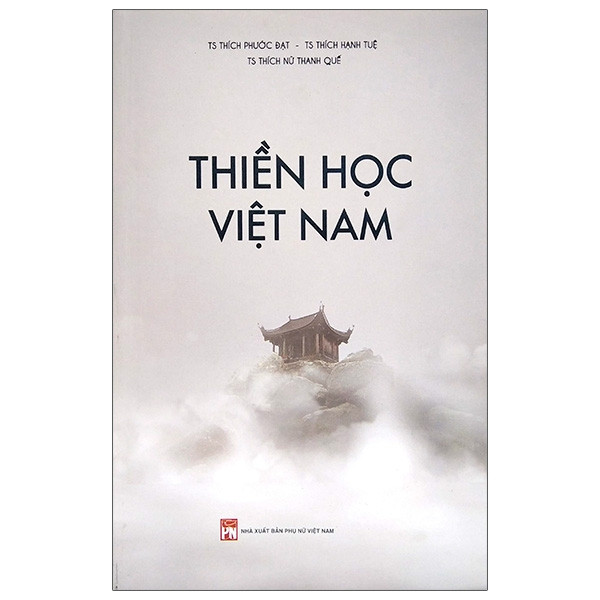 TS THÍCH PHƯỚC ĐẠT - TS THÍCH HẠNH TUỆ
TS THÍCH NỮ THANH QUẾ
THIỀN HỌC
VIỆT NAM
PN
NHÀ XUẤT BẢN PHỤ NỮ VIỆT NAM